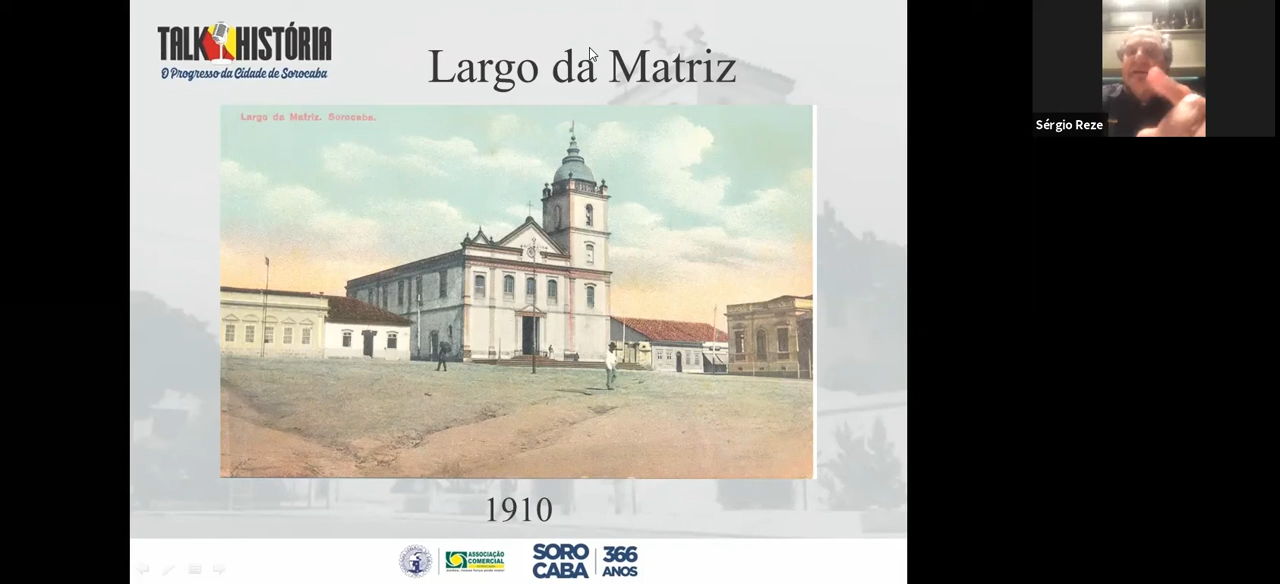 TALK HISTÓRIA
O Progresso da Cidade de Sorocaba
Largo da Matriz
Largo da Matriz. Sorocaba.
1910
ASSOCIAÇÃO
COMERCIAL
SORO
CABA
366
ANOS
Sérgio Reze